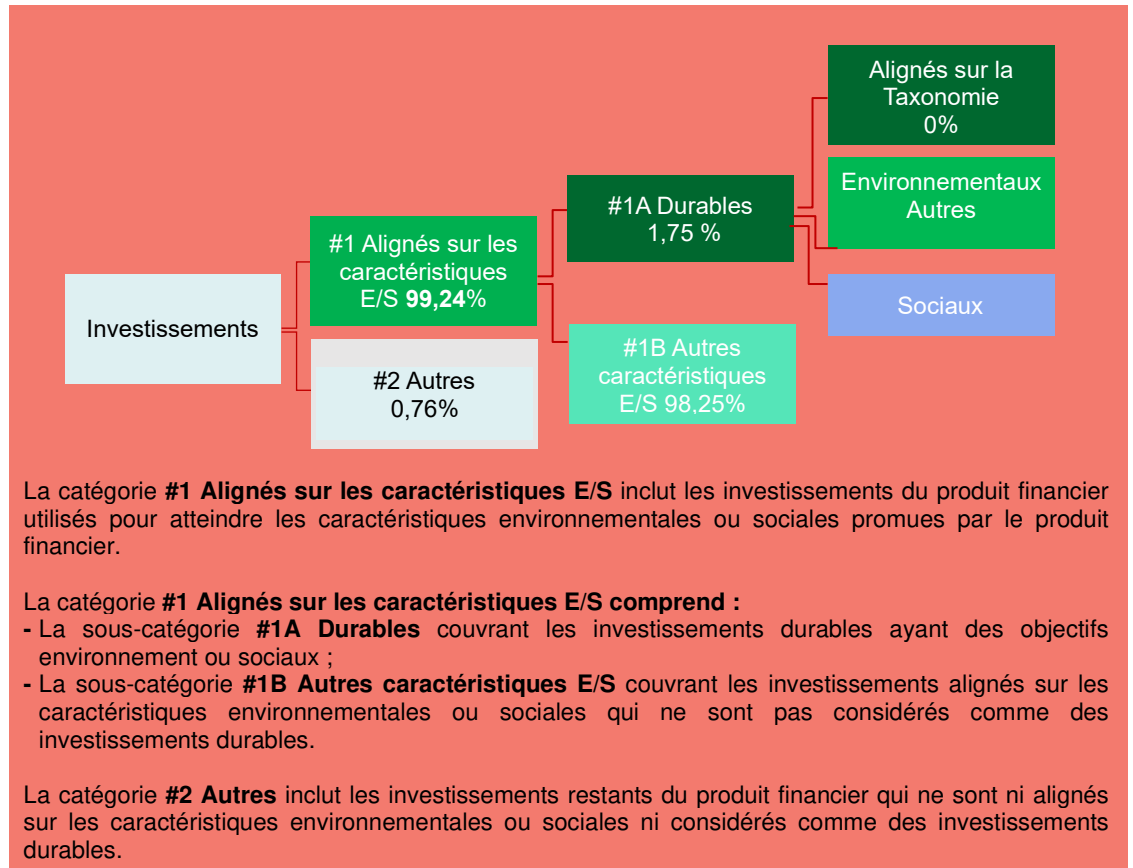 Alignés sur la
Taxonomie
0%
Environnementaux
Autres
#1A Durables
1,75 %
#1 Alignés sur les
caractéristiques
E/S 99,24%
Sociaux
Investissements
#1B Autres
caractéristiques
E/S 98,25%
#2 Autres
0,76%
La catégorie #1 Alignés sur les caractéristiques E/S inclut les investissements du produit financier
utilisés pour atteindre les caractéristiques environnementales ou sociales promues par le produit
financier.
La catégorie #1 Alignés sur les caractéristiques E/S comprend :
- La sous-catégorie #1A Durables couvrant les investissements durables ayant des objectifs
environnement ou sociaux ;
- La sous-catégorie #1B Autres caractéristiques E/S couvrant les investissements alignés sur les
caractéristiques environnementales ou sociales qui ne sont pas considérés comme des
investissements durables.
La catégorie #2 Autres inclut les investissements restants du produit financier qui ne sont ni alignés
sur les caractéristiques environnementales ou sociales ni considérés comme des investissements
durables.